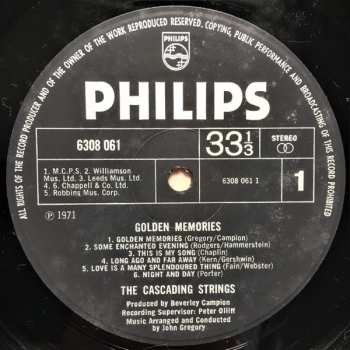 ALL RIGHTS OF THE RECORD PRODUCER AND OF THE OWNER OF THE WORK REPRODUCED RESERVED. COPYING, PUBLIC PERFORMANCE AND BROADCASTING OF THIS RECORD PROHIBITED
PHILIPS
PHILIPS
6308 061
33 1/3
STEREO
1. M.C.P.S. 2. Williamson
Mus. Ltd. 3. Leeds Mus. Ltd.
4. 6. Chappell & Co. Ltd.
5. Robbins Mus. Corp.
6308 061 1
1
℗ 1971
GOLDEN MEMORIES
1. GOLDEN MEMORIES (Gregory/Campion)
2. SOME ENCHANTED EVENING (Rodgers/Hammerstein)
3. THIS IS MY SONG (Chaplin)
4. LONG AGO AND FAR AWAY (Kern/Gershwin)
5. LOVE IS A MANY SPLENDOURED THING (Fain/Webster)
6. NIGHT AND DAY (Porter)
THE CASCADING STRINGS
Produced by Beverley Campion
Recording Supervisor: Peter Olliff
Music Arranged and Conducted by
John Gregory